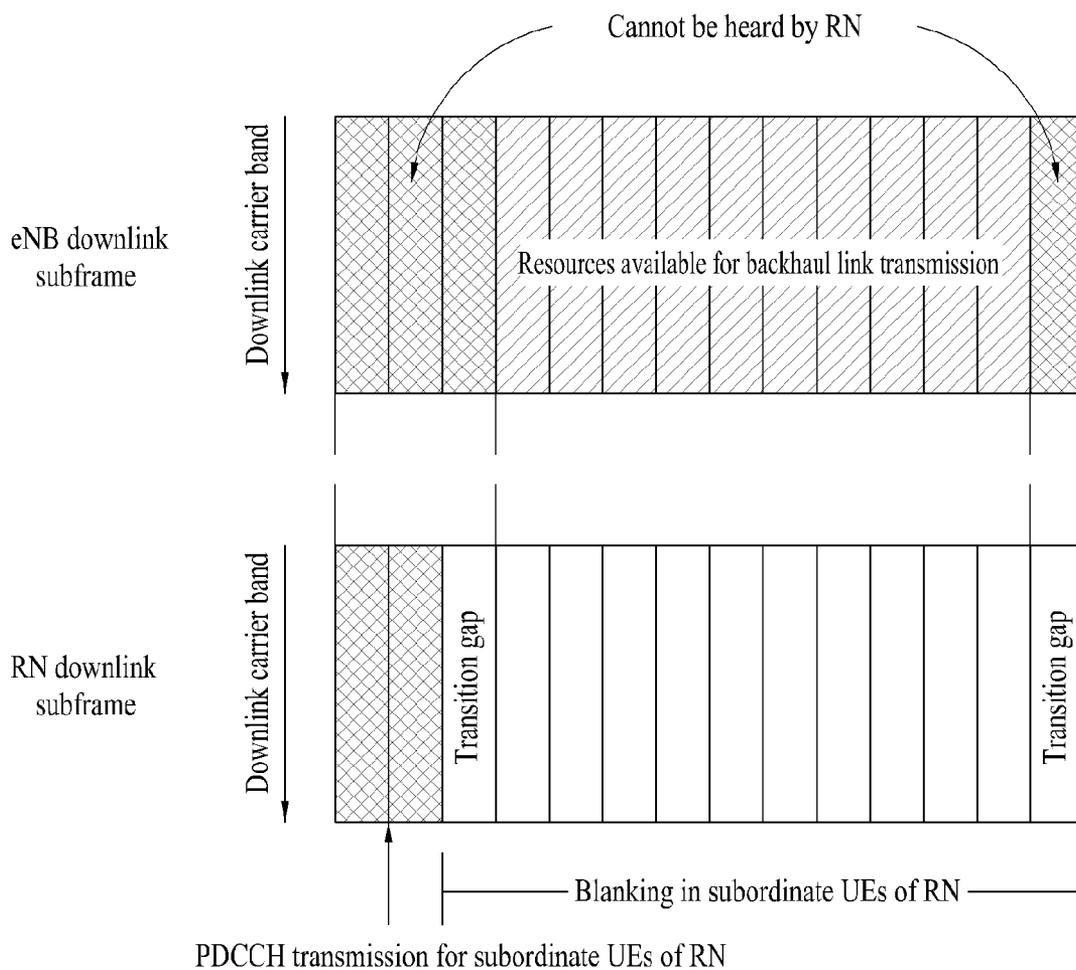 Cannot be heard by RN
Downlink carrier band
eNB downlink
subframe
Resources available for backhaul link transmission
Downlink carrier band
RN downlink
subframe
Transition gap
Transition gap
Blanking in subordinate UEs of RN
PDCCH transmission for subordinate UEs of RN